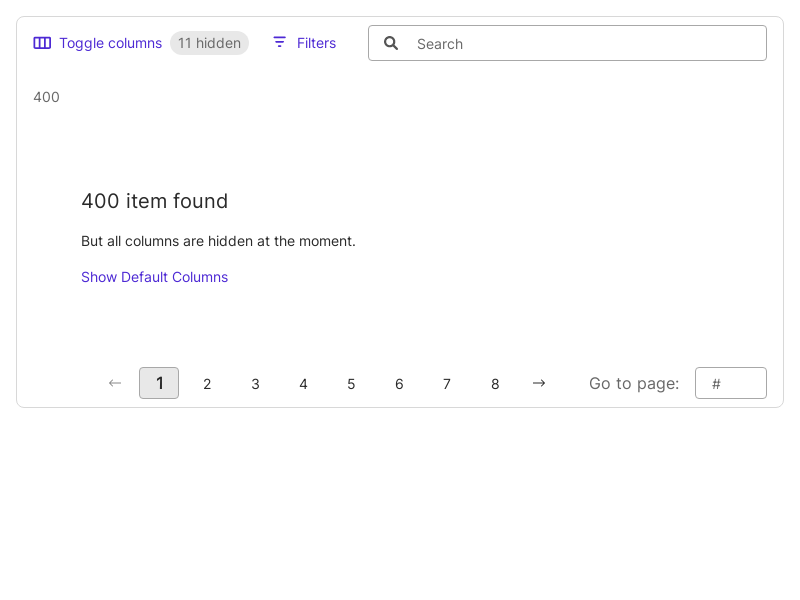 Toggle columns 11 hidden Filters Search
400
400 item found
But all columns are hidden at the moment.
Show Default Columns
← 1 2 3 4 5 6 7 8 → Go to page: #